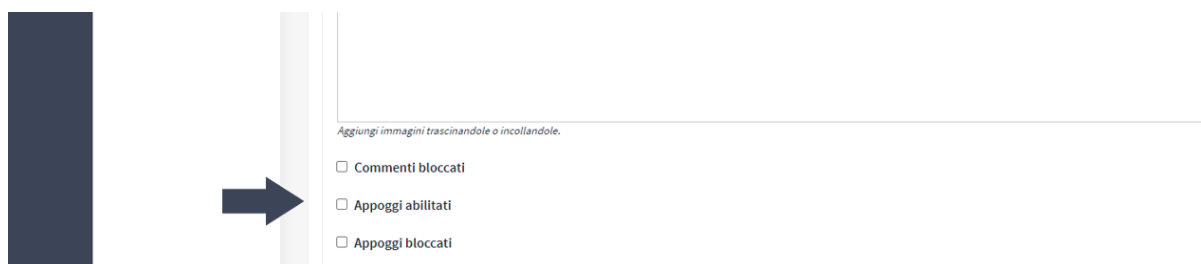 Aggiungi immagini trascinandole o incollandole.
Commenti bloccati
Appoggi abilitati
Appoggi bloccati